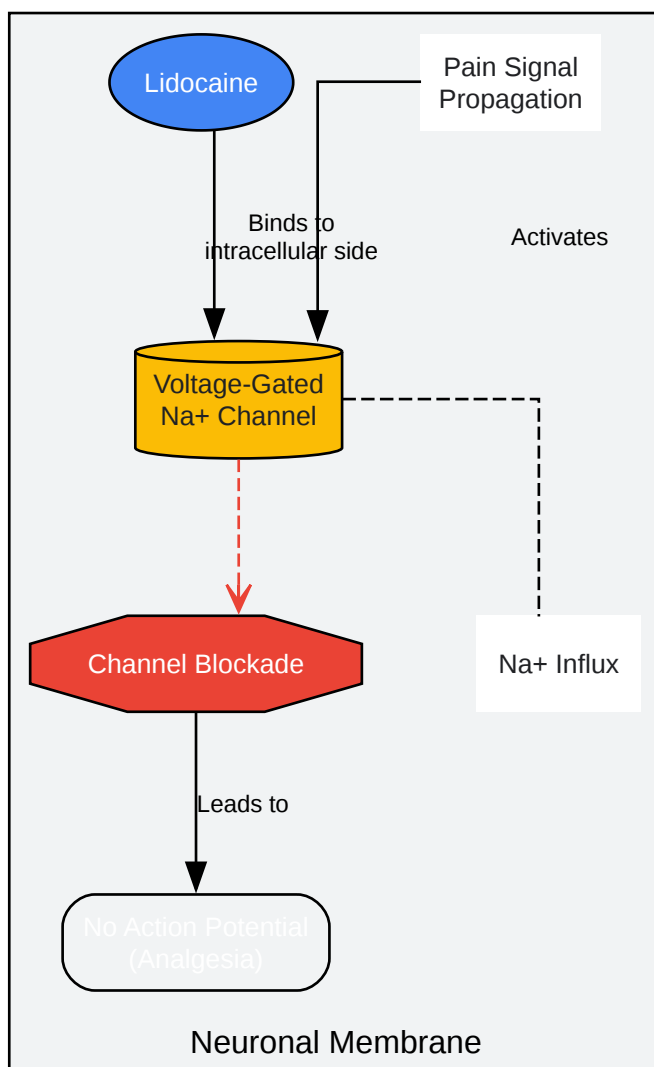 Lidocaine
Pain Signal
Propagation
Binds to
intracellular side
Activates
Voltage-Gated
Na+ Channel
Channel Blockade
Na+ Influx
Leads to
No Action Potential
(Analgesia)
Neuronal Membrane